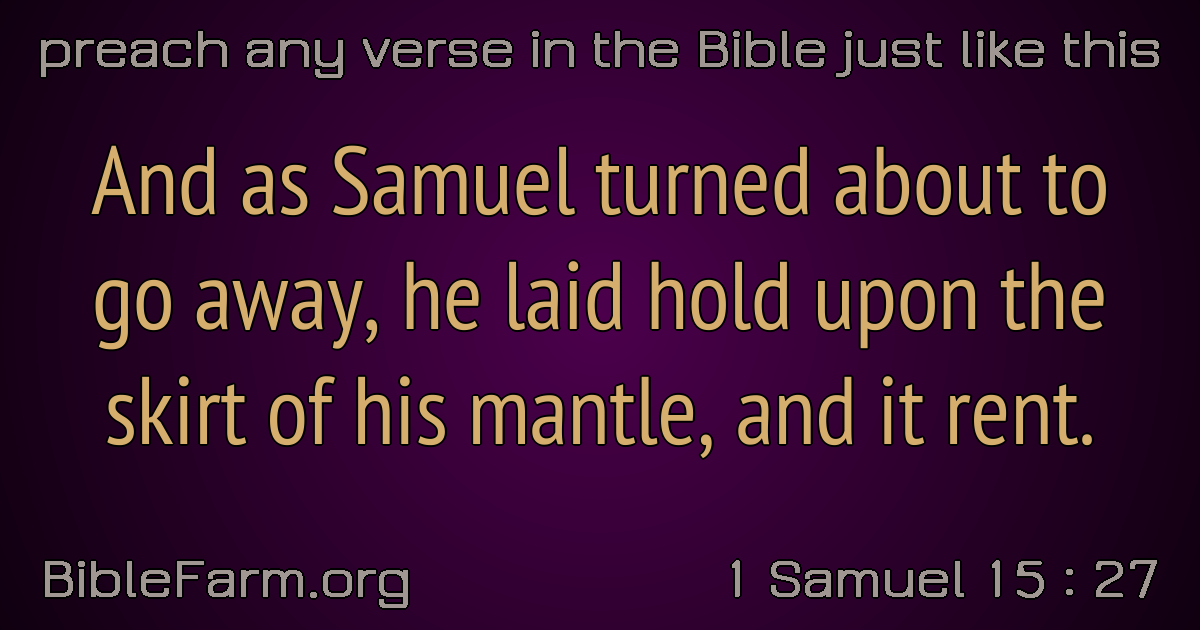 preach any verse in the Bible just like this
And as Samuel turned about to
go away, he laid hold upon the
skirt of his mantle, and it rent.
BibleFarm.org
1 Samuel 15 : 27